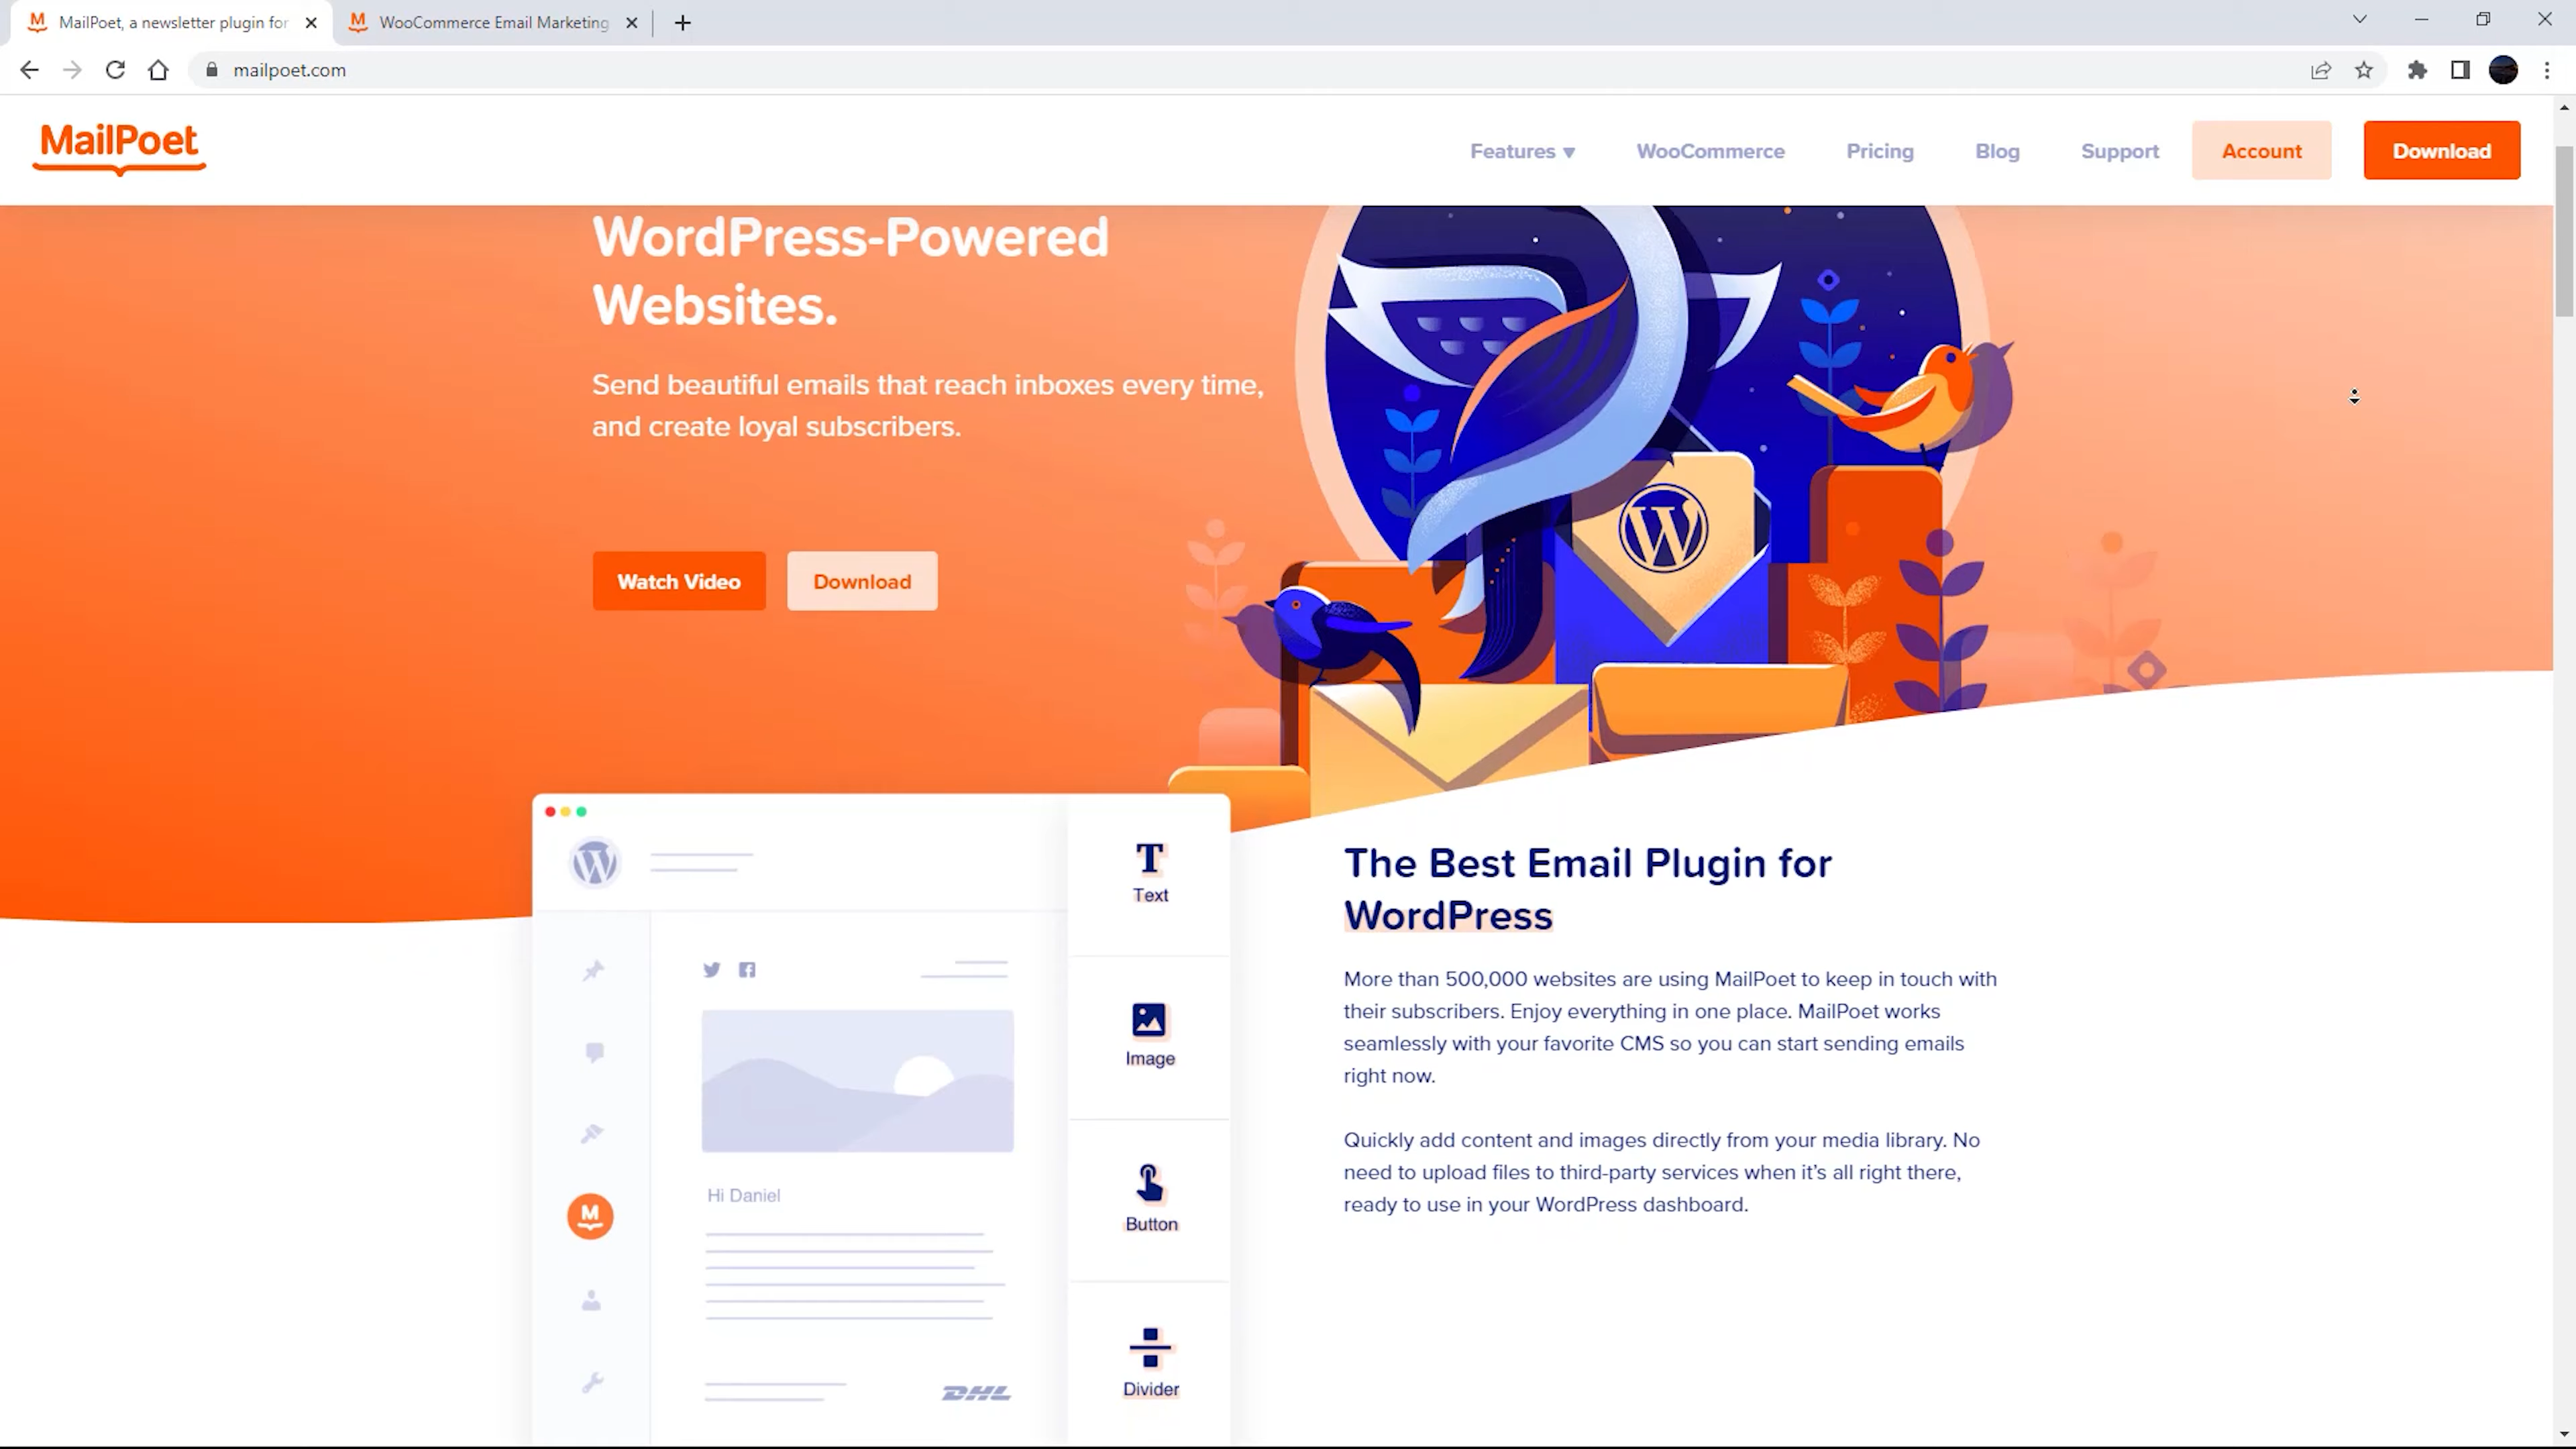 MailPoet, a newsletter plugin for
WooCommerce Email Marketing
mailpoet.com
MailPoet
Features ▾
WooCommerce
Pricing
Blog
Support
Account
Download
WordPress-Powered
Websites.
Send beautiful emails that reach inboxes every time,
and create loyal subscribers.
Watch Video
Download
W
W
Text
Image
Button
Divider
Hi Daniel
M
DHL
The Best Email Plugin for
WordPress
More than 500,000 websites are using MailPoet to keep in touch with
their subscribers. Enjoy everything in one place. MailPoet works
seamlessly with your favorite CMS so you can start sending emails
right now.
Quickly add content and images directly from your media library. No
need to upload files to third-party services when it's all right there,
ready to use in your WordPress dashboard.